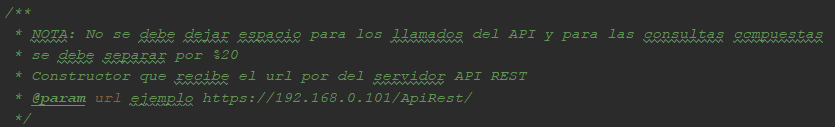 /**
* NOTA: No se debe dejar espacio para los llamados del API y para las consultas compuestas
* se debe separar por %20
* Constructor que recibe el url por del servidor API REST
* @param url ejemplo https://192.168.0.101/ApiRest/
*/